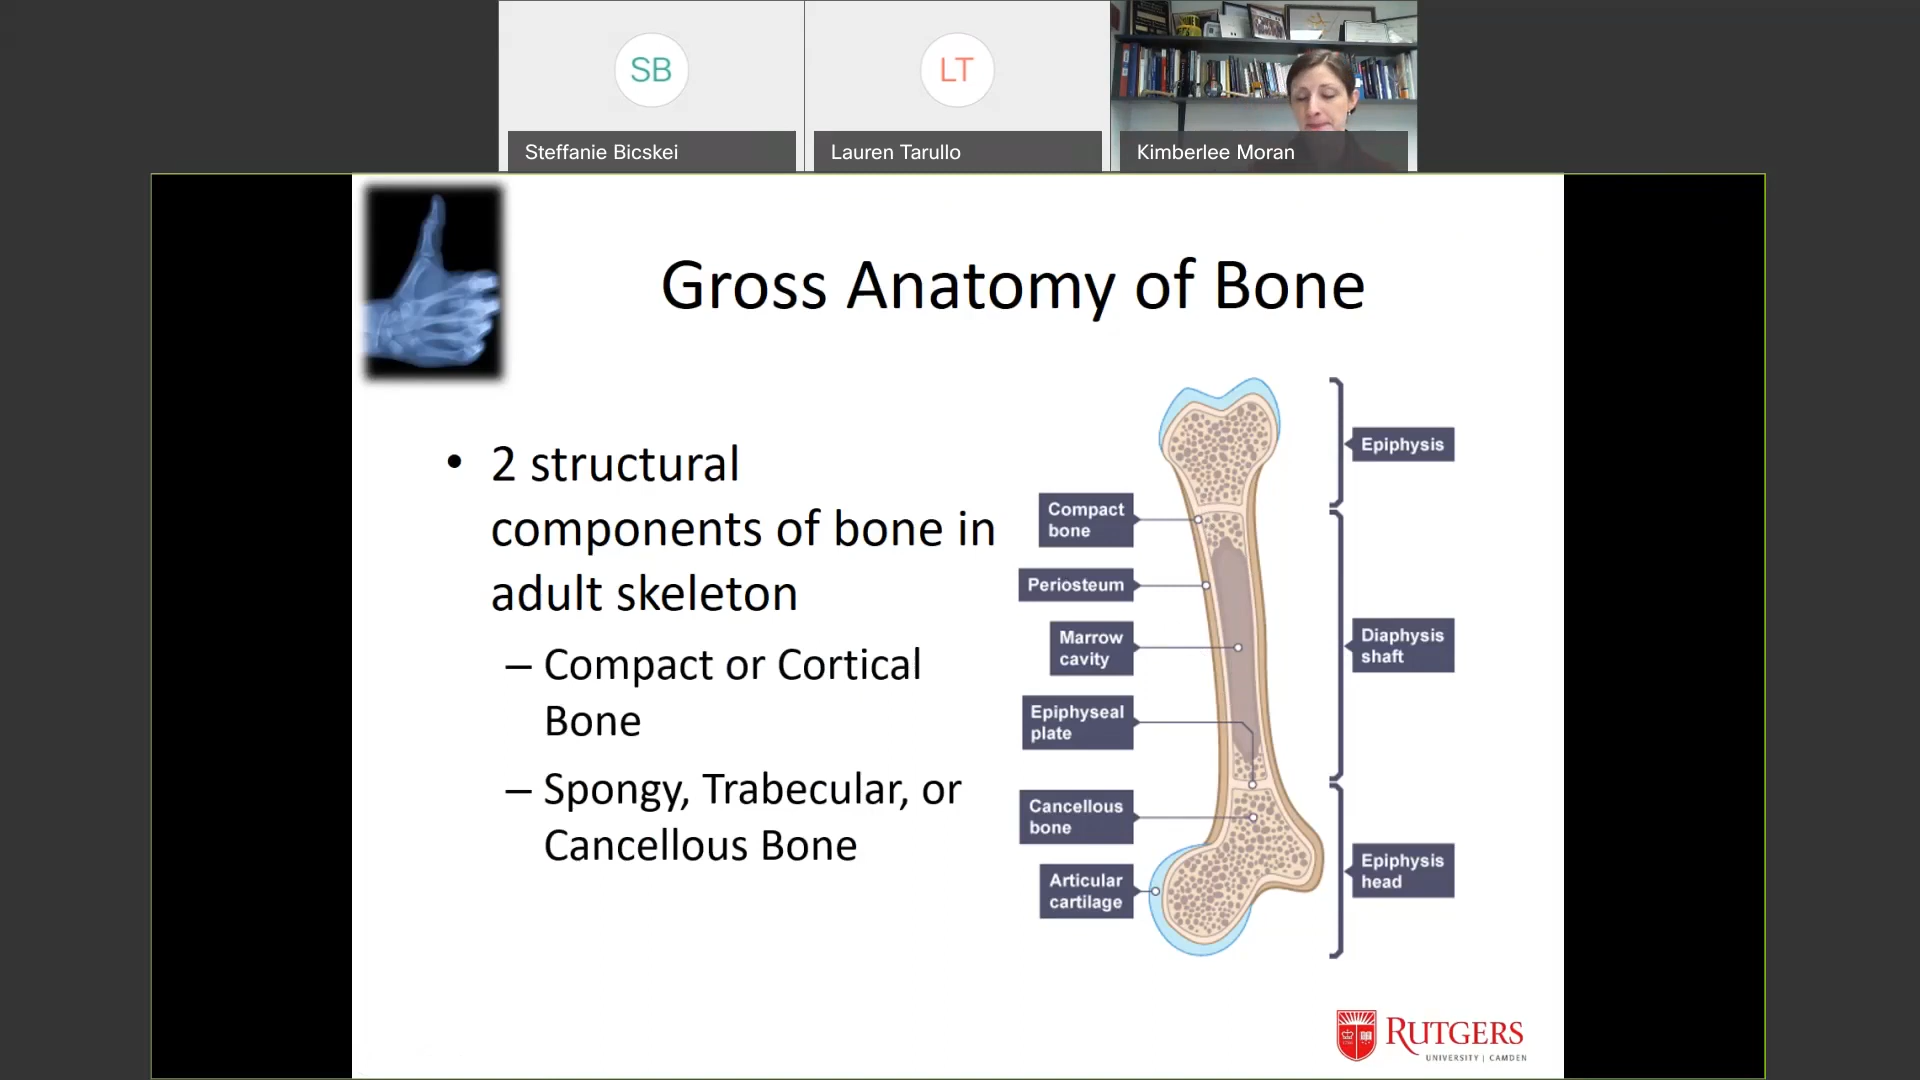 SB
LT
Steffanie Bicskei
Lauren Tarullo
Kimberlee Moran
Gross Anatomy of Bone
• 2 structural
components of bone in
adult skeleton
– Compact or Cortical
Bone
– Spongy, Trabecular, or
Cancellous Bone
Compact
bone
Periosteum
Marrow
cavity
Epiphyseal
plate
Cancellous
bone
Articular
cartilage
Epiphysis
Diaphysis
shaft
Epiphysis
head
RUTGERS
UNIVERSITY | CAMDEN